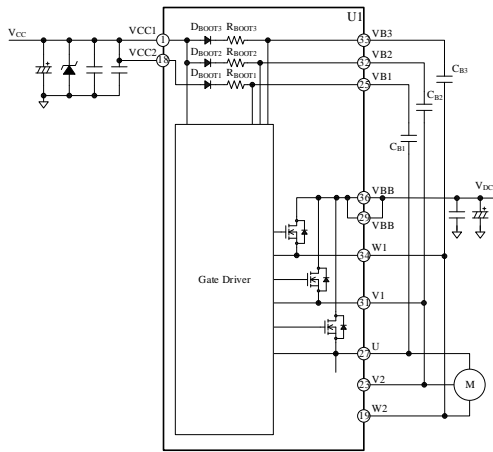 U1
VCC1
VCC
1
DBOOT3
RBOOT3
33
VB3
VCC2
18
DBOOT2
RBOOT2
32
VB2
DBOOT1
RBOOT1
25
VB1
CB3
CB2
CB1
36
VBB
VDC
29
VBB
34
W1
Gate Driver
31
V1
27
U
23
V2
M
19
W2